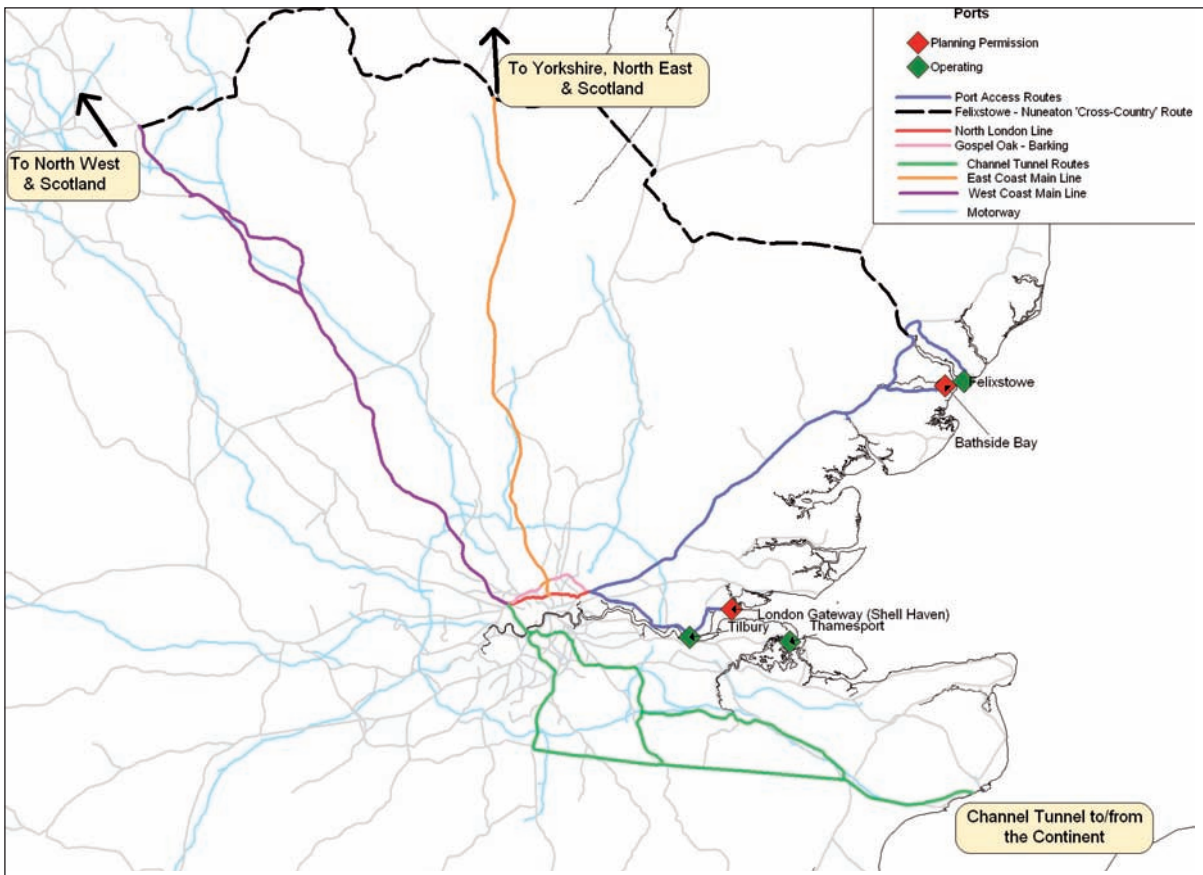 Ports
Planning Permission
Operating
Port Access Routes
Felixstowe - Nuneaton 'Cross-Country' Route
North London Line
Gospel Oak - Barking
Channel Tunnel Routes
East Coast Main Line
West Coast Main Line
Motorway
To Yorkshire, North East
& Scotland
To North West
& Scotland
Felixstowe
Bathside Bay
London Gateway (Shell Haven)
Tilbury
Thamesport
Channel Tunnel to/from
the Continent